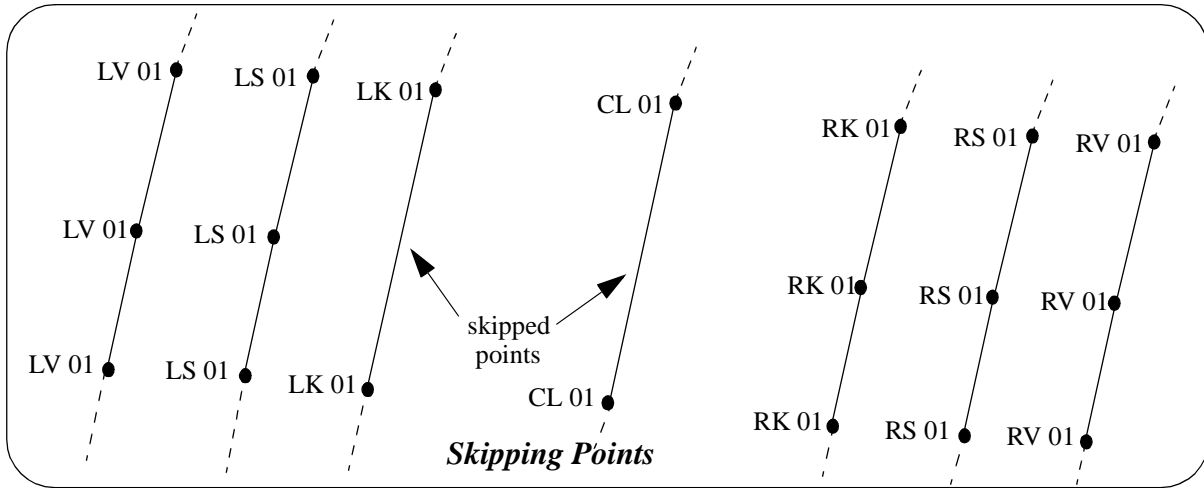 LV 01
LS 01
LK 01
CL 01
RK 01
RS 01
RV 01
LV 01
LS 01
RK 01
RS 01
RV 01
skipped
points
LV 01
LS 01
LK 01
CL 01
RK 01
RS 01
RV 01
Skipping Points